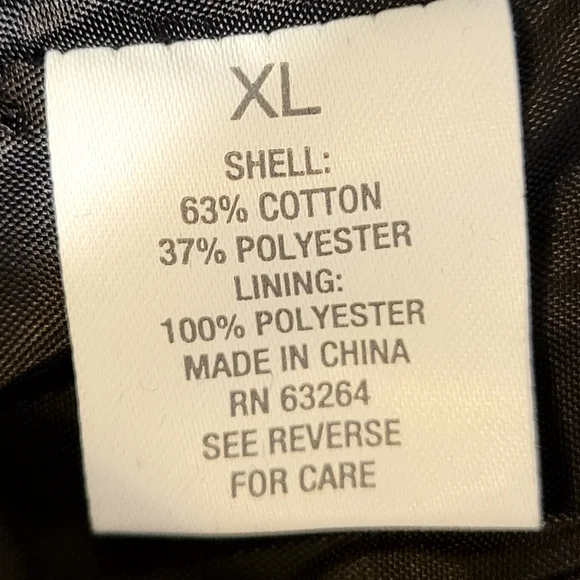 XL
SHELL:
63% COTTON
37% POLYESTER
LINING:
100% POLYESTER
MADE IN CHINA
RN 63264
SEE REVERSE
FOR CARE